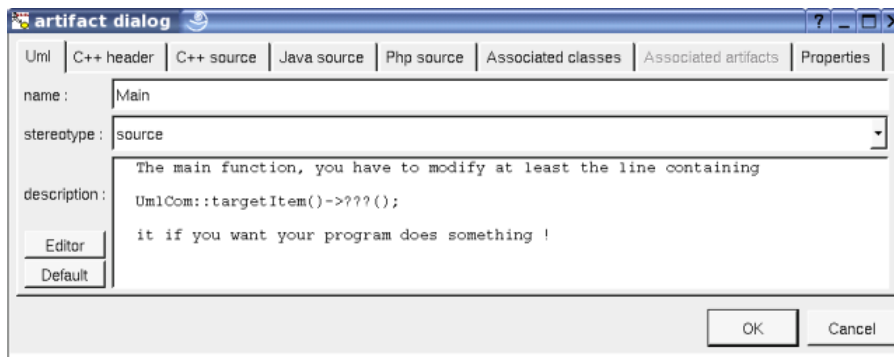 artifact dialog
? _
Uml C++ header C++ source Java source Php source Associated classes Associated artifacts Properties
name : Main
stereotype : source
The main function, you have to modify at least the line containing
description :
UmlCom::targetItem()->???();
it if you want your program does something !
Editor
Default
OK Cancel